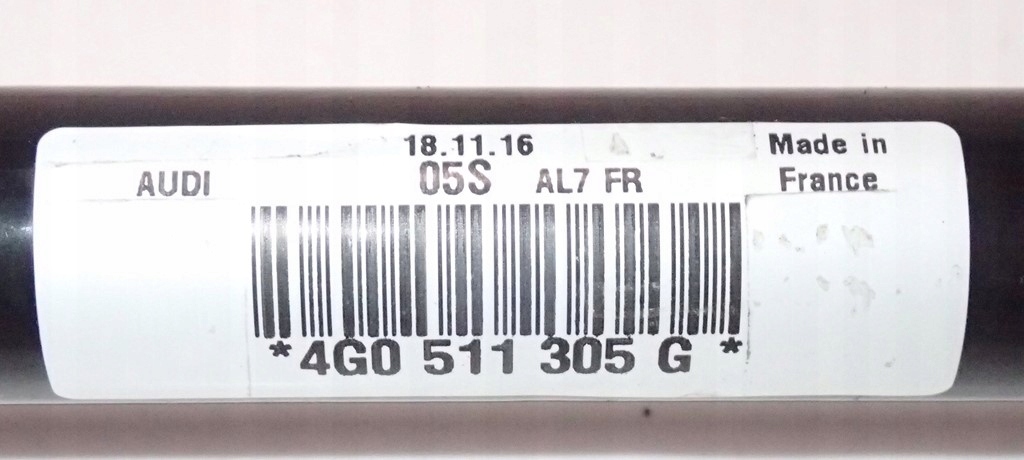 18.11.16 Made in
AUDI 05S AL7 FR France
*4G0 511 305 G *